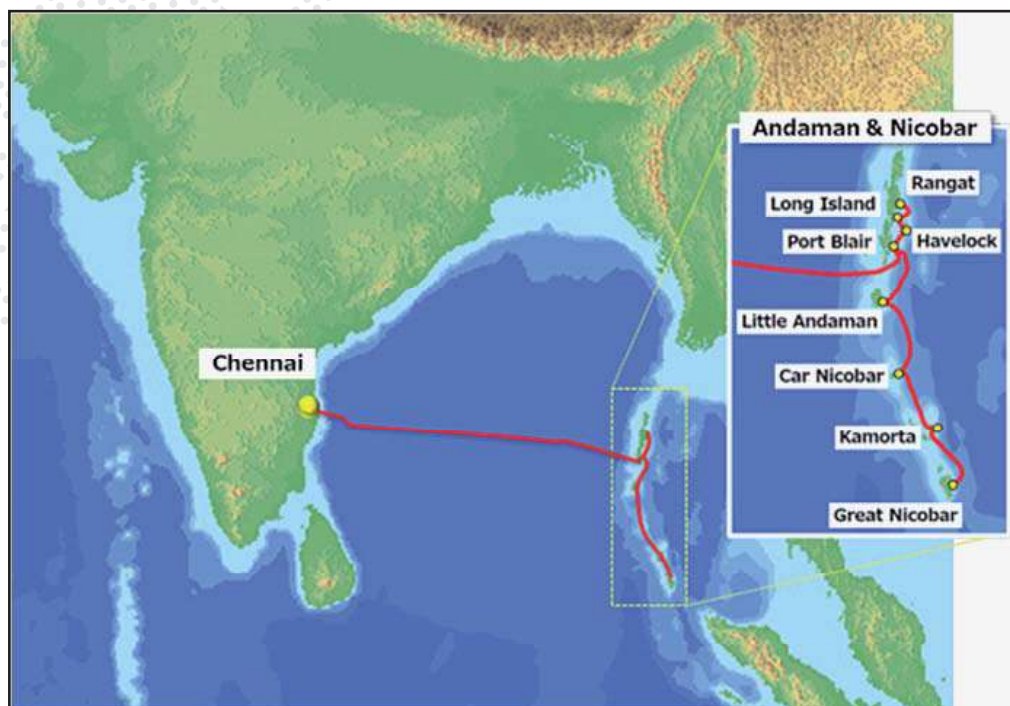 Andaman & Nicobar
Rangat
Long Island
Port Blair
Havelock
Little Andaman
Chennai
Car Nicobar
Kamorta
Great Nicobar